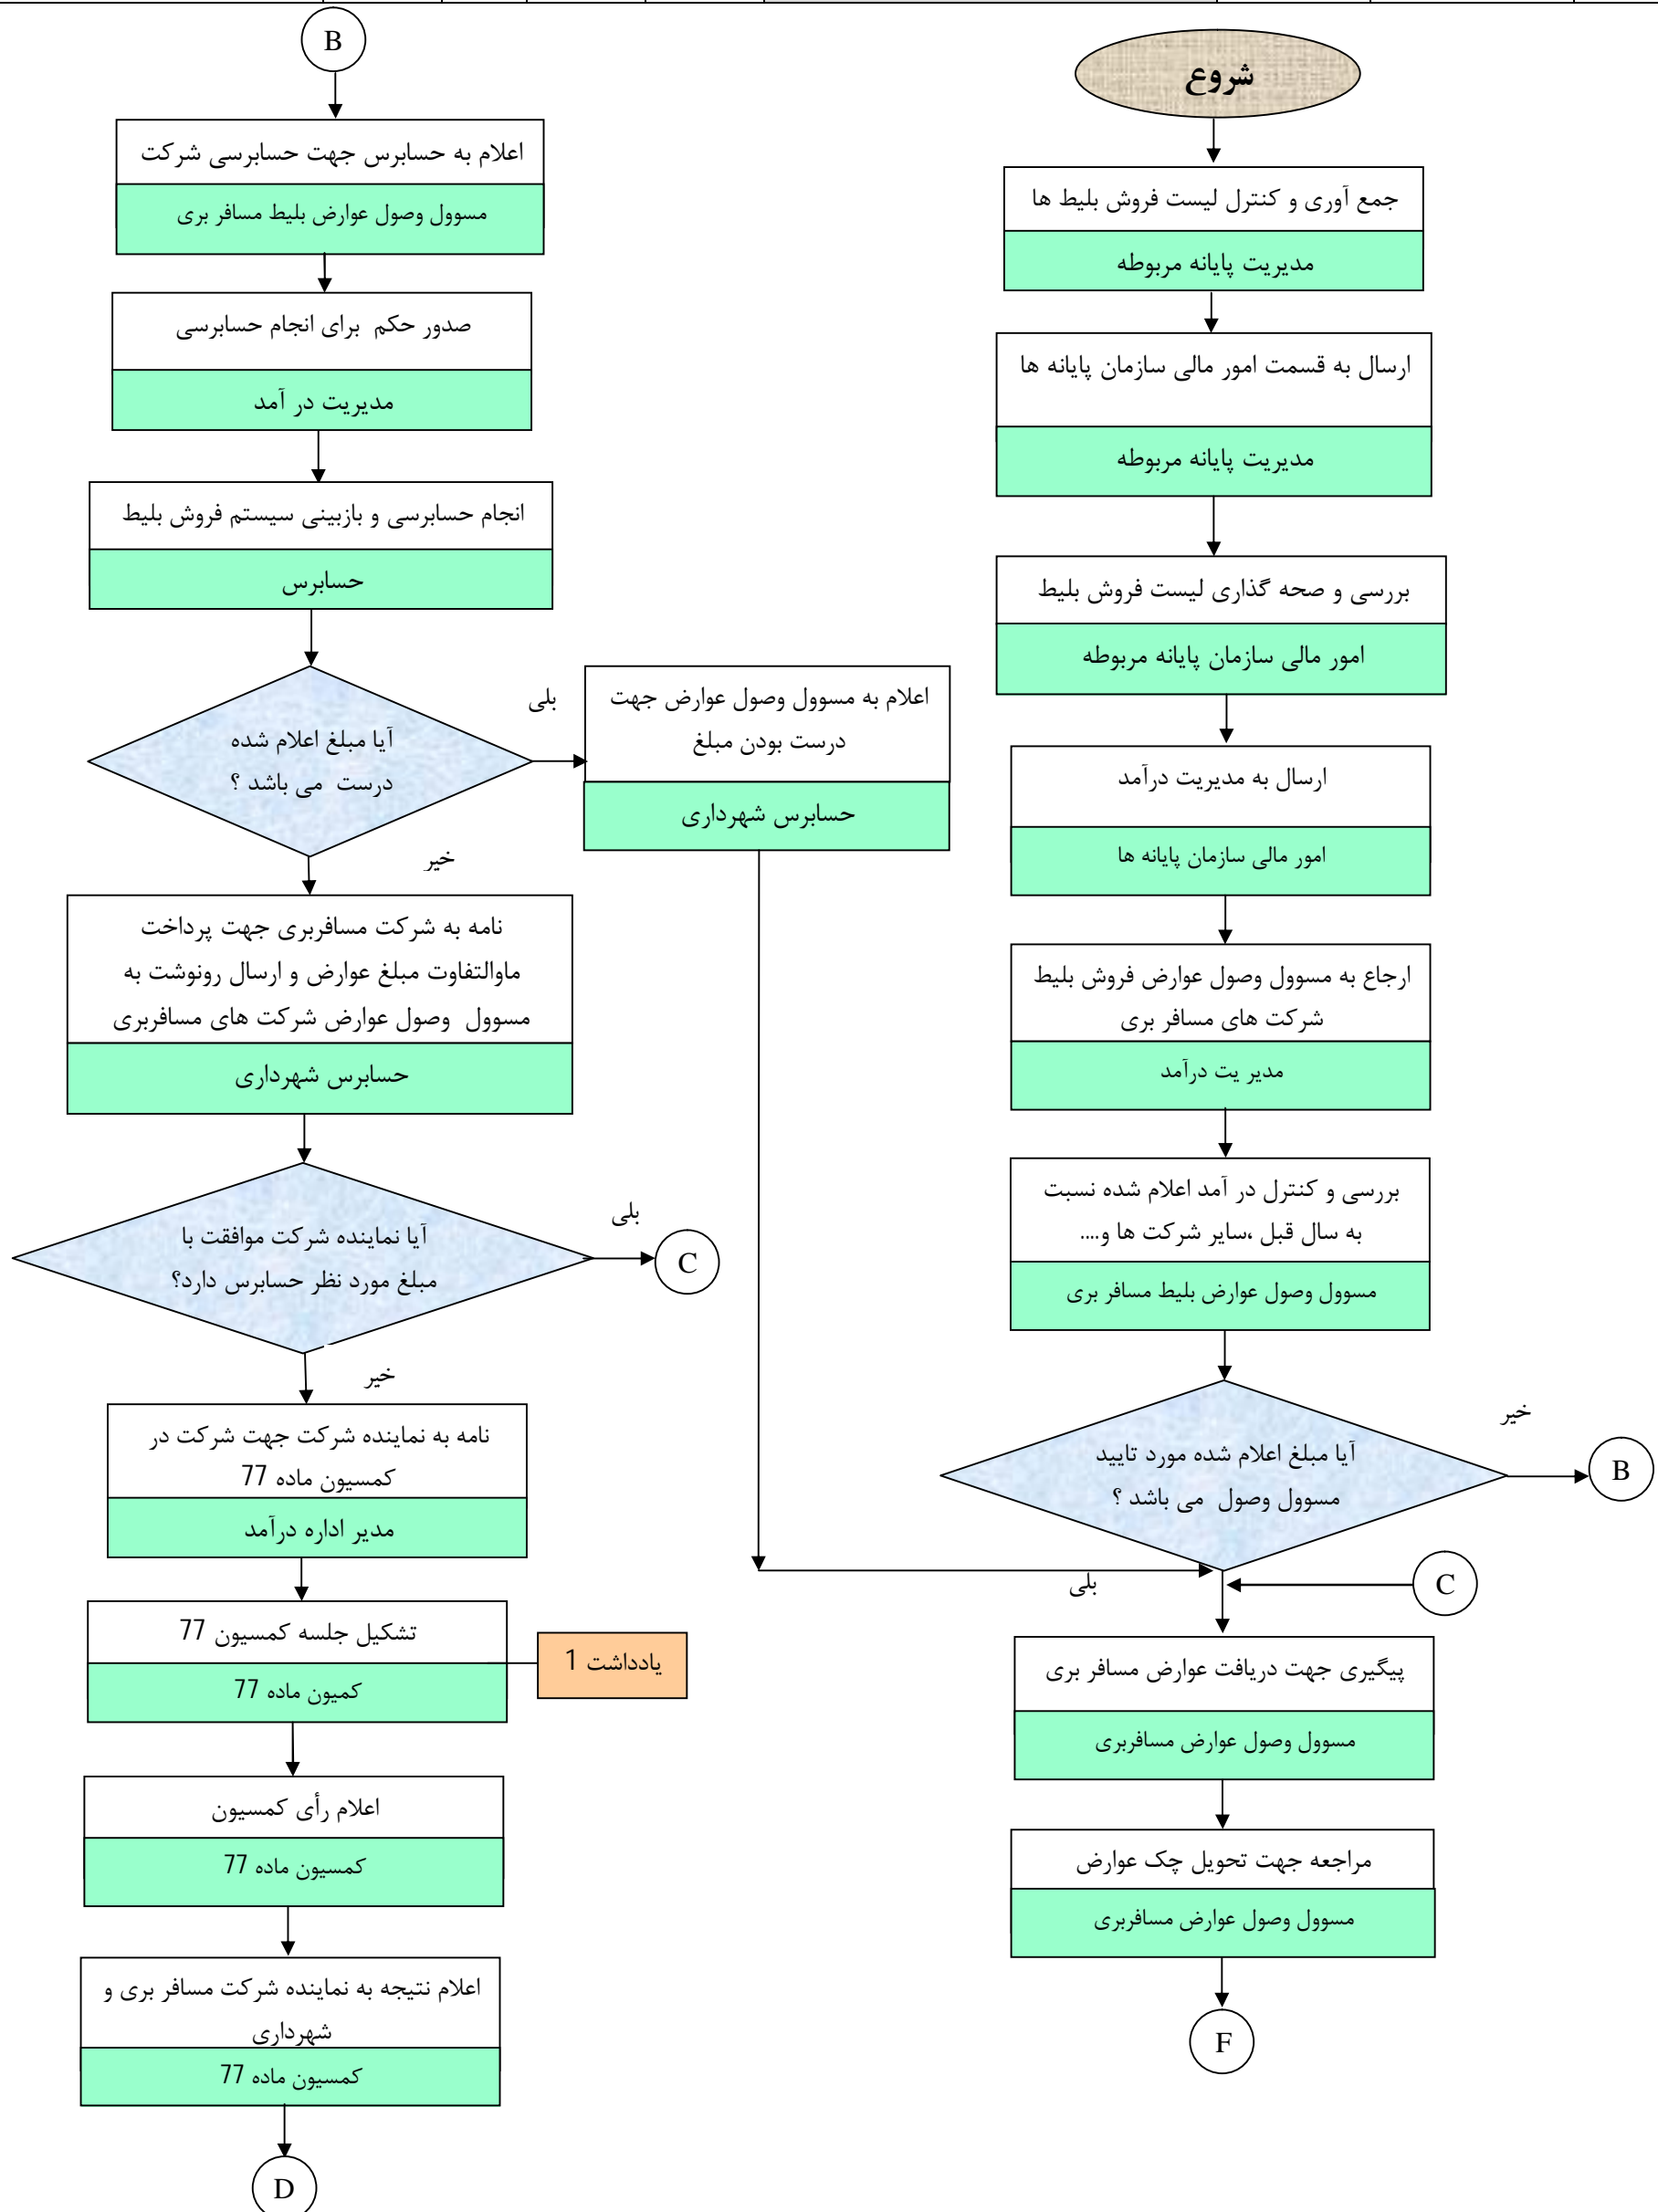 شروع
جمع آوری و کنترل لیست فروش بلیط ها
مدیریت پایانه مربوطه
ارسال به قسمت امور مالی سازمان پایانه ها
مدیریت پایانه مربوطه
بررسی و صحه گذاری لیست فروش بلیط
امور مالی سازمان پایانه مربوطه
ارسال به مدیریت درآمد
امور مالی سازمان پایانه ها
ارجاع به مسوول وصول عوارض فروش بلیط
شرکت های مسافر بری
مدیر یت درآمد
بررسی و کنترل در آمد اعلام شده نسبت
به سال قبل ،سایر شرکت ها و....
مسوول وصول عوارض بلیط مسافر بری
آیا مبلغ اعلام شده مورد تایید
مسوول وصول می باشد ؟
خیر
B
بلی
C
پیگیری جهت دریافت عوارض مسافر بری
مسوول وصول عوارض مسافربری
مراجعه جهت تحویل چک عوارض
مسوول وصول عوارض مسافربری
F
B
اعلام به حسابرس جهت حسابرسی شرکت
مسوول وصول عوارض بلیط مسافر بری
صدور حکم برای انجام حسابرسی
مدیریت در آمد
انجام حسابرسی و بازبینی سیستم فروش بلیط
حسابرس
آیا مبلغ اعلام شده
درست می باشد ؟
بلی
اعلام به مسوول وصول عوارض جهت
درست بودن مبلغ
حسابرس شهرداری
خیر
نامه به شرکت مسافربری جهت پرداخت
ماوالتفاوت مبلغ عوارض و ارسال رونوشت به
مسوول وصول عوارض شرکت های مسافربری
حسابرس شهرداری
آیا نماینده شرکت موافقت با
مبلغ مورد نظر حسابرس دارد؟
بلی
C
خیر
نامه به نماینده شرکت جهت شرکت در
کمسیون ماده 77
مدیر اداره درآمد
تشکیل جلسه کمسیون 77
کمیون ماده 77
یادداشت 1
اعلام رأی کمسیون
کمسیون ماده 77
اعلام نتیجه به نماینده شرکت مسافر بری و
شهرداری
کمسیون ماده 77
D